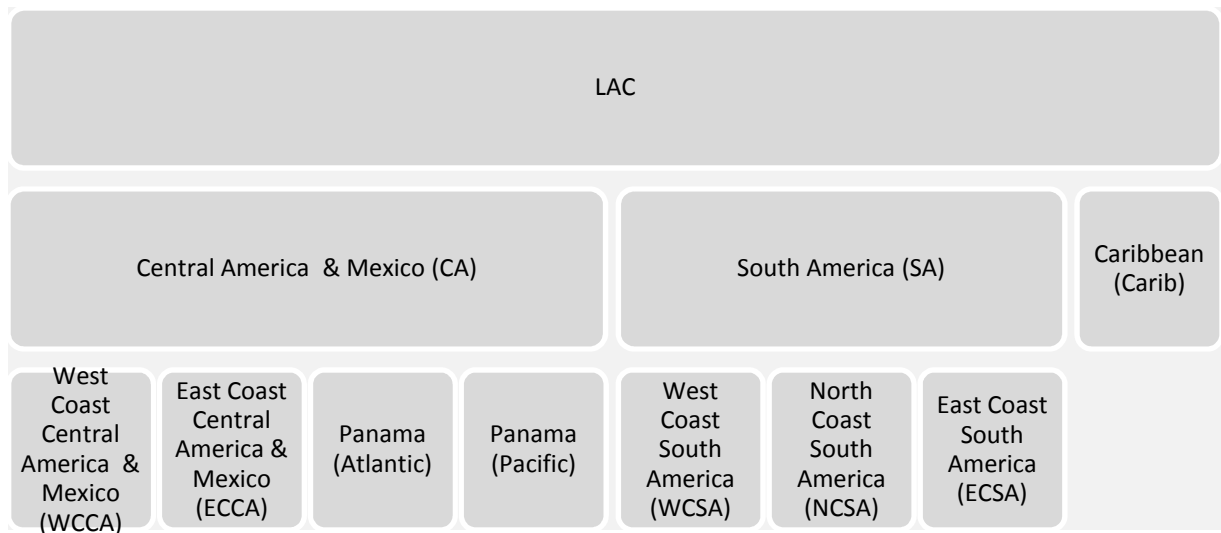 LAC
Central America  & Mexico (CA)
South America (SA)
Caribbean
(Carib)
West
Coast
Central
America  &
Mexico
(WCCA)
East Coast
Central
America &
Mexico
(ECCA)
Panama
(Atlantic)
Panama
(Pacific)
West
Coast
South
America
(WCSA)
North
Coast
South
America
(NCSA)
East Coast
South
America
(ECSA)